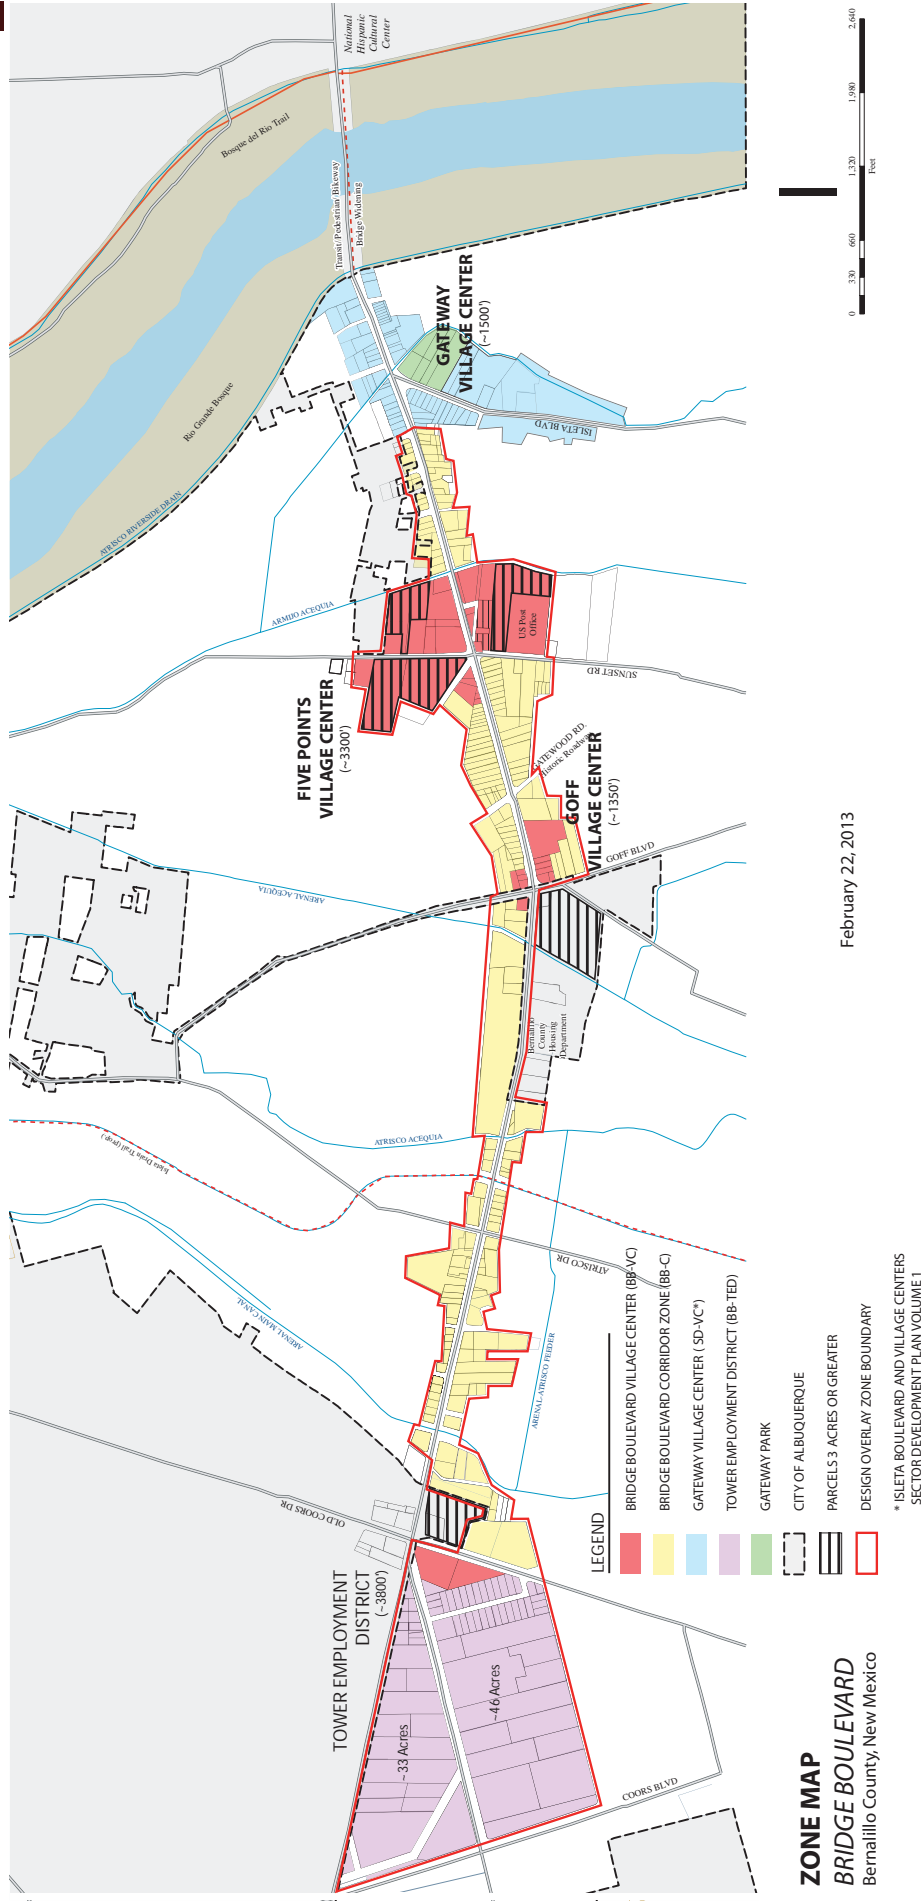 National
Hispanic
Cultural
Center
Bosque del Rio Trail
Transit/Pedestrian/Bikeway
Bridge Widening
Rio Grande Bosque
ATRISCO RIVERSIDE DRAIN
GATEWAY
VILLAGE CENTER
(~1500')
ISLETA BLVD
ARMIJO ACEQUIA
US Post
Office
SUNSET RD
FIVE POINTS
VILLAGE CENTER
(~3300')
GATEWOOD RD.
Historic Roadway
GOFF
VILLAGE CENTER
(~1350')
GOFF BLVD
ARENAL ACEQUIA
Bernalillo
County
Housing
Department
ATRISCO ACEQUIA
Isleta Drain Trail (prop.)
ATRISCO DR
ARENAL MAIN CANAL
ARENAL-ATRISCO FEEDER
OLD COORS DR
TOWER EMPLOYMENT
DISTRICT
(~3800')
~33 Acres
~46 Acres
COORS BLVD
0 330 660 1,320 1,980 2,640
Feet
February 22, 2013
LEGEND
BRIDGE BOULEVARD VILLAGE CENTER (BB-VC)
BRIDGE BOULEVARD CORRIDOR ZONE (BB-C)
GATEWAY VILLAGE CENTER ( SD-VC*)
TOWER EMPLOYMENT DISTRICT (BB-TED)
GATEWAY PARK
CITY OF ALBUQUERQUE
PARCELS 3 ACRES OR GREATER
DESIGN OVERLAY ZONE BOUNDARY
* ISLETA BOULEVARD AND VILLAGE CENTERS
SECTOR DEVELOPMENT PLAN VOLUME 1
ZONE MAP
BRIDGE BOULEVARD
Bernalillo County, New Mexico